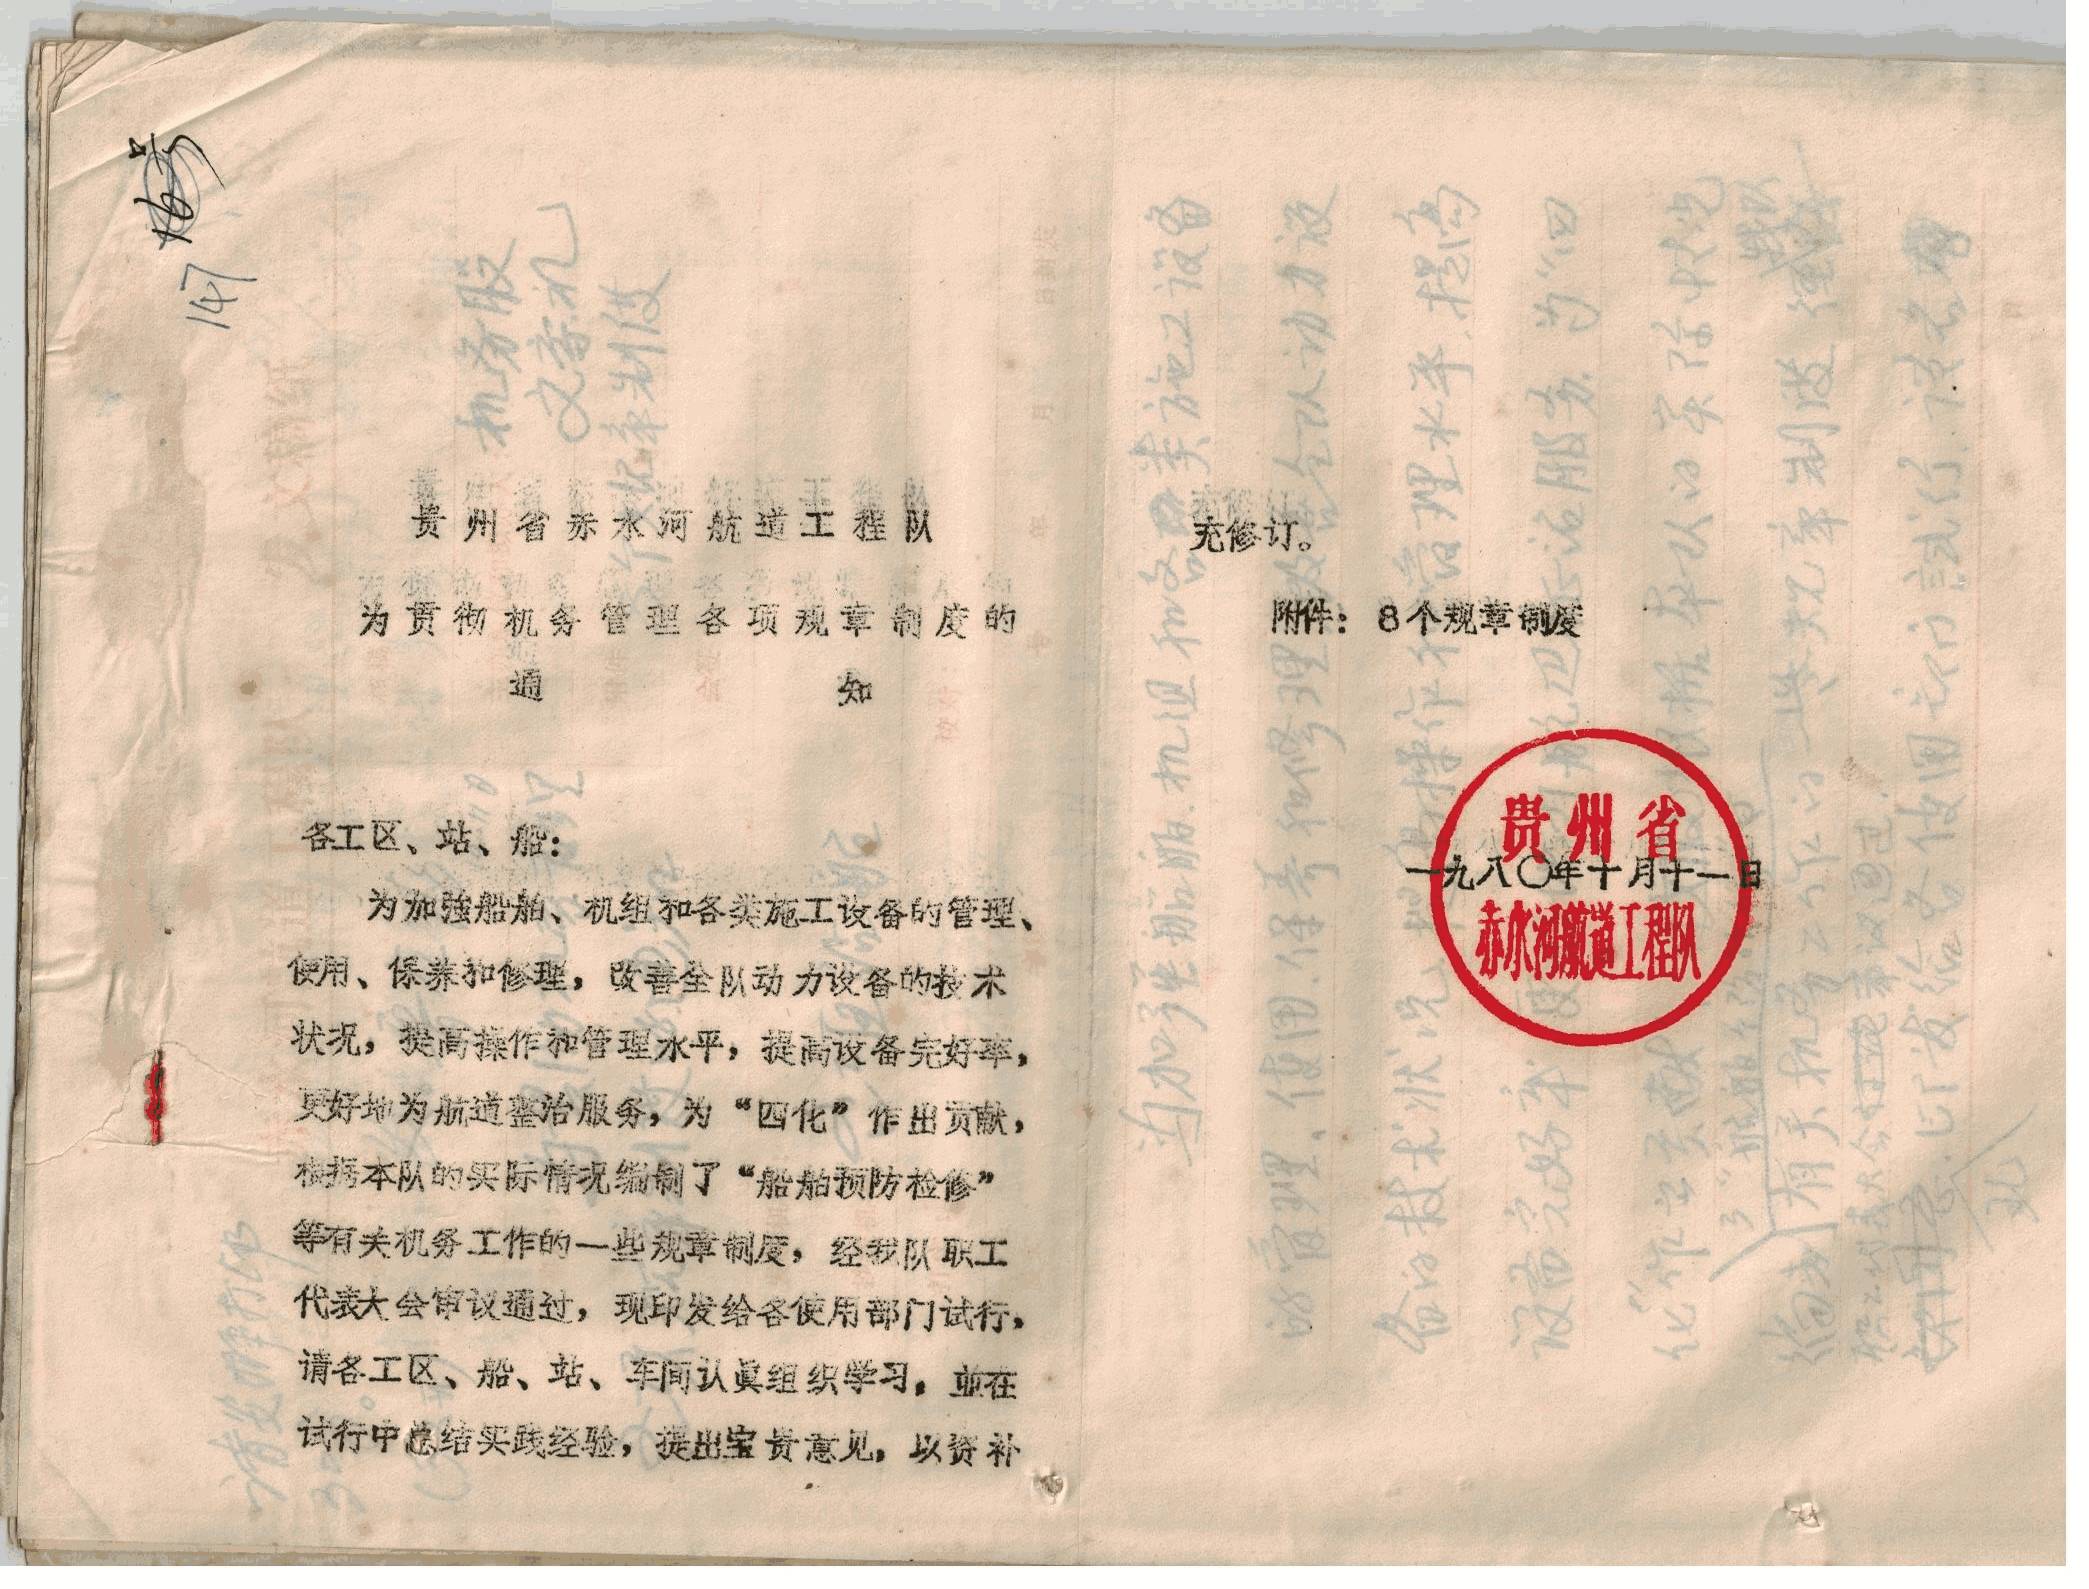 147
贵州省赤水河航道工程队
为贯彻机务管理各项规章制度的
通知
各工区、站、船：
为加強船舶、机组和各类施工设备的管理、
使用、保养和修理，改善全队动力设备的技术
状况，提高操作和管理水平，提高设备完好率，
更好地为航道整治服务，为“四化”作出贡献，
根据本队的实际情况编制了“船舶预防检修”
等有关机务工作的一些规章制度，经我队职工
代表大会审议通过，现印发给各使用部门试行，
请各工区、船、站、车间认眞组织学习，並在
试行中总结实践经验，提出宝贵意见，以资补
充修订。
附件：8个规章制度
贵州省
一九八〇年十月十一日
赤水河航道工程队